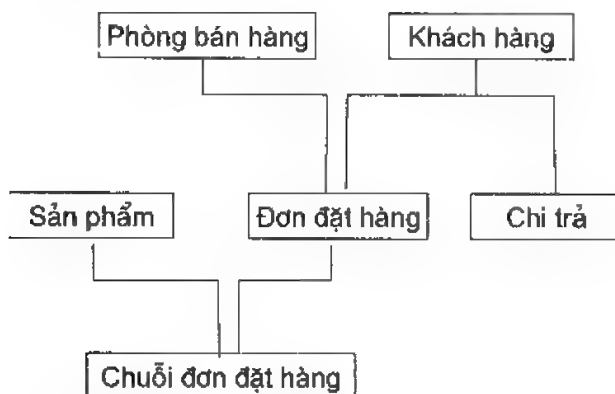 Phòng bán hàng
Khách hàng
Sản phẩm
Đơn đặt hàng
Chi trả
Chuỗi đơn đặt hàng